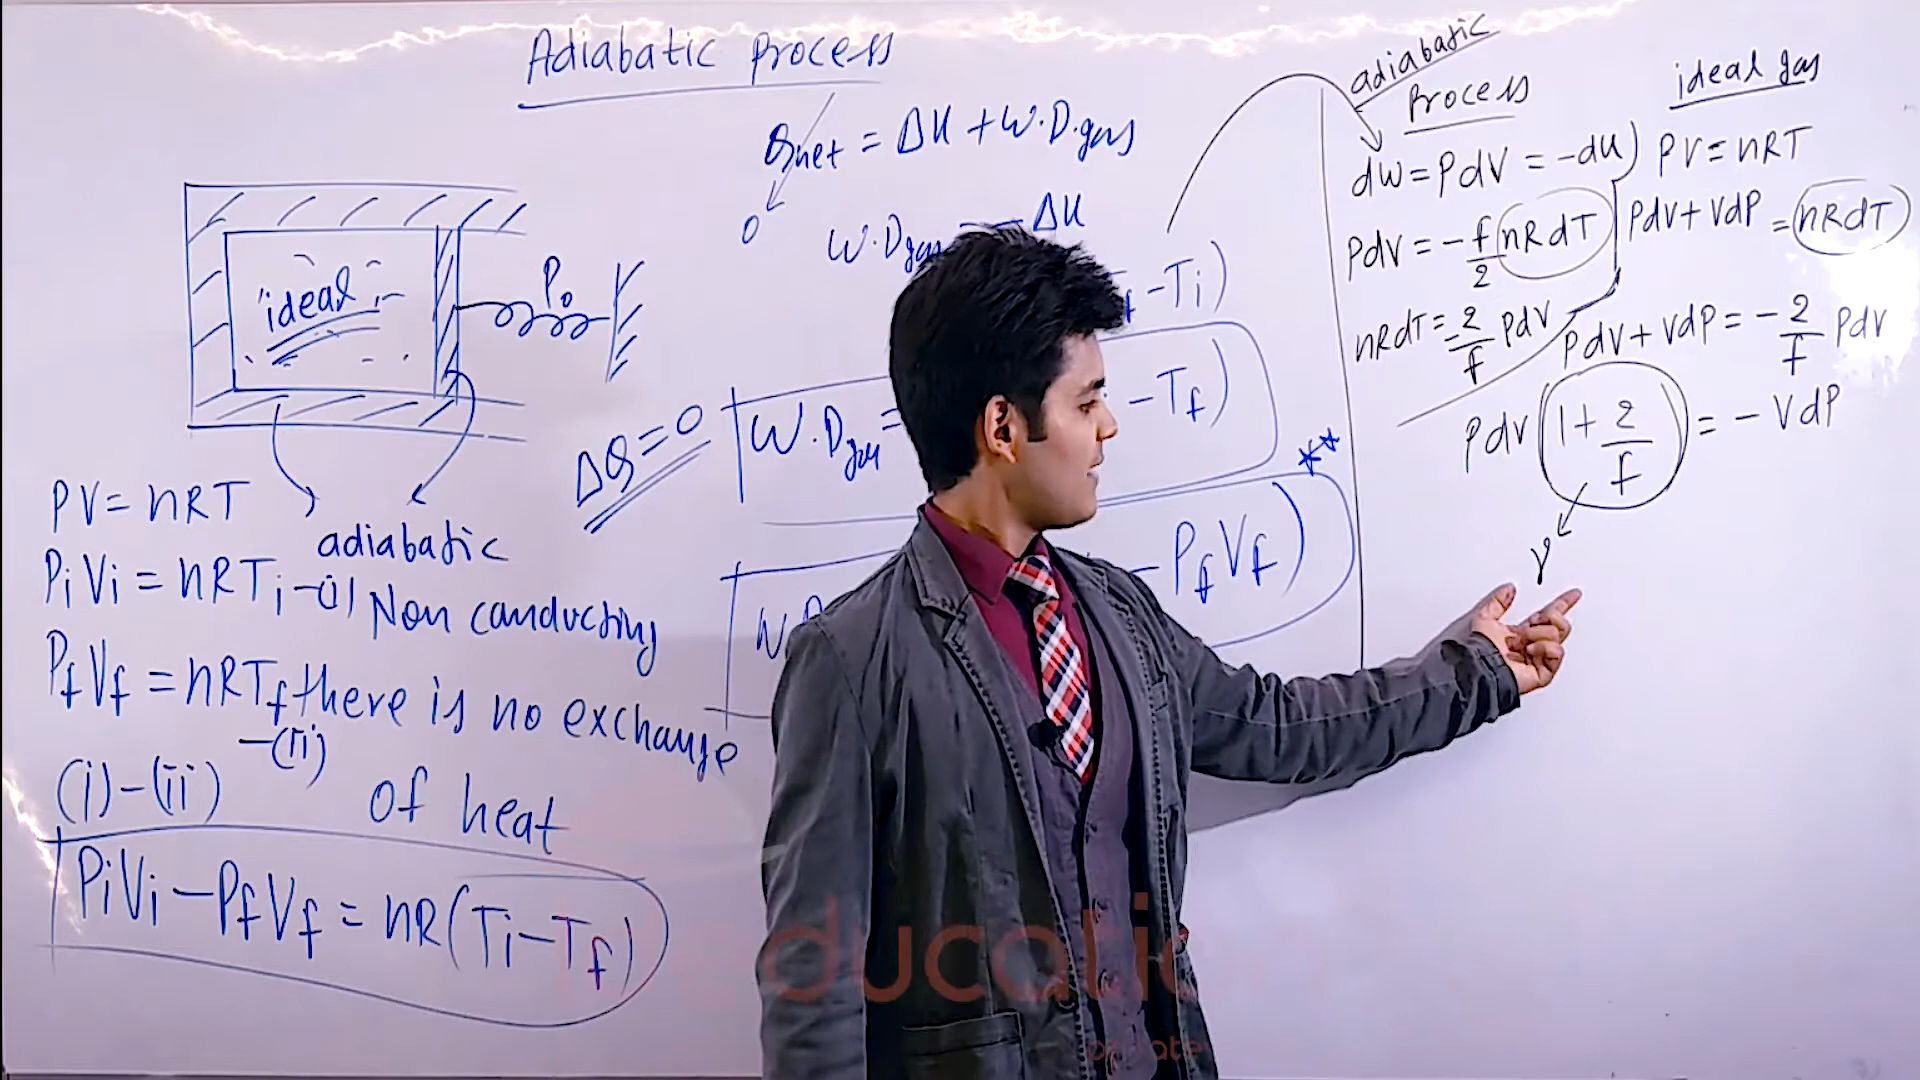 Adiabatic Process
Qnet = ΔU + W.D.gas
0
W.Dgas = -ΔU
-Ti)
ideal
P₀
ΔQ = 0
W.Dgas =
-Tf)
**
- PfVf)
W.D
adiabatic
Non conducting
there is no exchange
of heat
PV = nRT
PiVi = nRTi -(i)
PfVf = nRTf
-(ii)
(i)-(ii)
PiVi - PfVf = nR(Ti-Tf)
adiabatic
Process
dW = PdV = -dU)
PdV = -f/2 nRdT
nRdT = 2/f PdV
ideal gas
PV = nRT
PdV + VdP = nRdT
PdV + VdP = -2/f PdV
PdV (1 + 2/f) = -VdP
γ
education
private